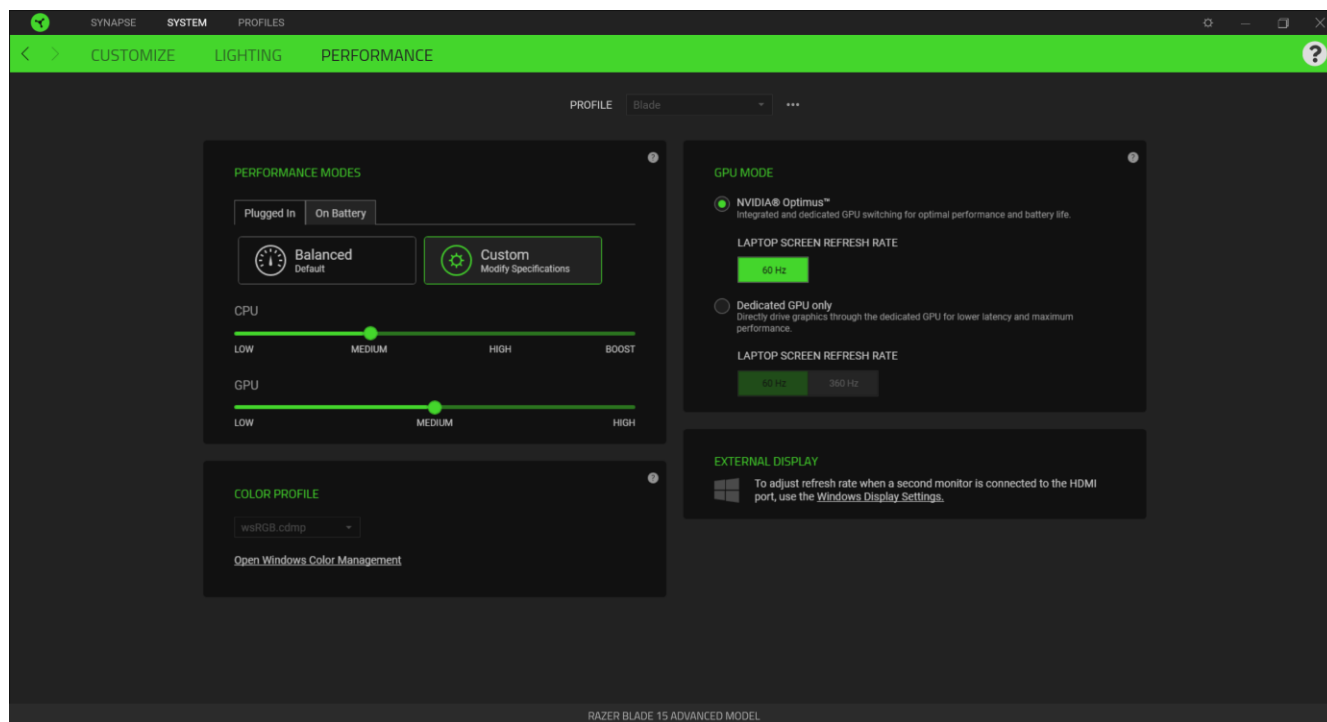 SYNAPSE SYSTEM PROFILES
CUSTOMIZE LIGHTING PERFORMANCE ?
PROFILE Blade
PERFORMANCE MODES
Plugged In On Battery
Balanced
Default
Custom
Modify Specifications
CPU
LOW MEDIUM HIGH BOOST
GPU
LOW MEDIUM HIGH
COLOR PROFILE
wsRGB.cdmp
Open Windows Color Management
GPU MODE
NVIDIA® Optimus™
Integrated and dedicated GPU switching for optimal performance and battery life.
LAPTOP SCREEN REFRESH RATE
60 Hz
Dedicated GPU only
Directly drive graphics through the dedicated GPU for lower latency and maximum
performance.
LAPTOP SCREEN REFRESH RATE
60 Hz 360 Hz
EXTERNAL DISPLAY
To adjust refresh rate when a second monitor is connected to the HDMI
port, use the Windows Display Settings.
RAZER BLADE 15 ADVANCED MODEL